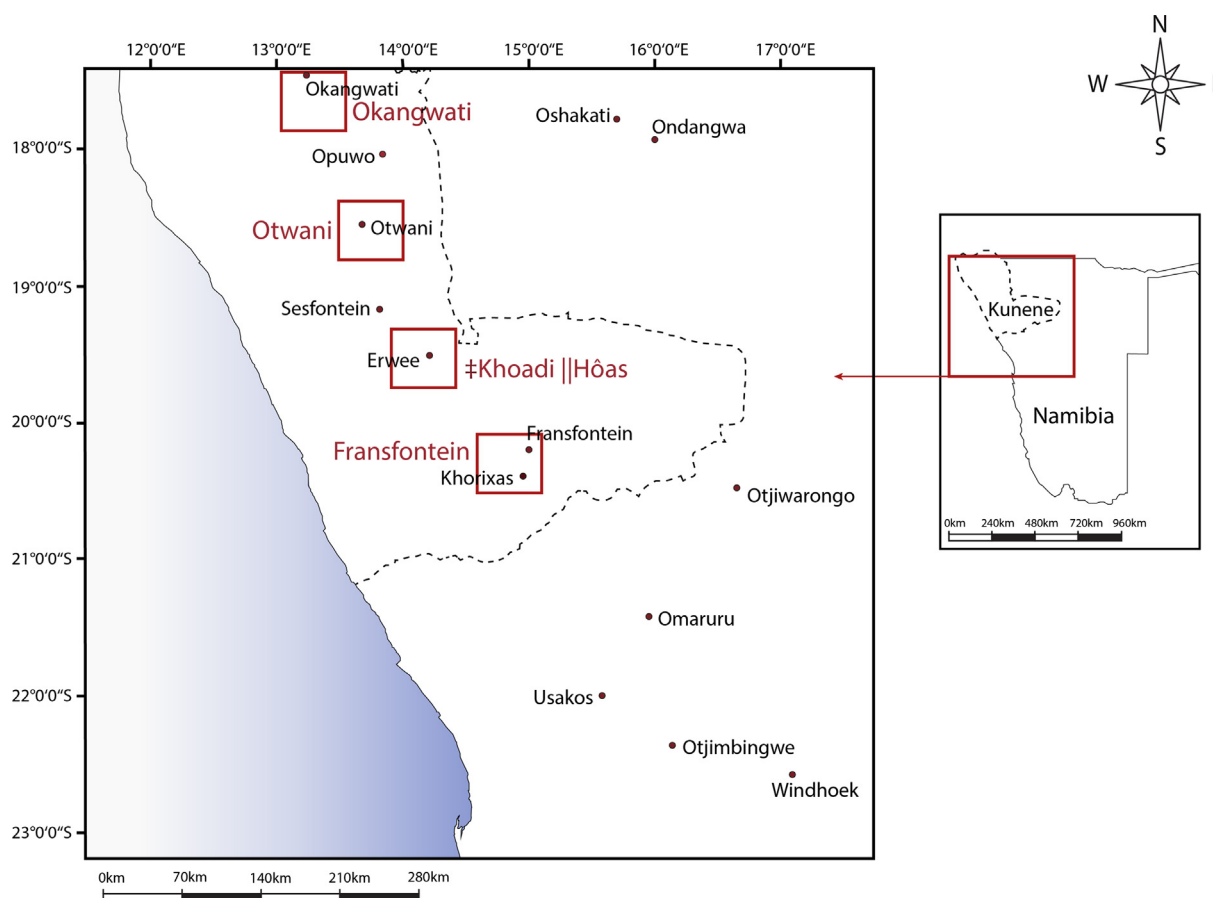 N
W
S
12°0'0"E 13°0'0"E 14°0'0"E 15°0'0"E 16°0'0"E 17°0'0"E
Okangwati
Okangwati
Oshakati
Ondangwa
18°0'0"S
Opuwo
Otwani
Otwani
19°0'0"S
Sesfontein
Erwee
‡Khoadi ||Hôas
20°0'0"S
Fransfontein
Fransfontein
Khorixas
Otjiwarongo
21°0'0"S
Omaruru
22°0'0"S
Usakos
Otjimbingwe
Windhoek
23°0'0"S
0km 70km 140km 210km 280km
Kunene
Namibia
0km 240km 480km 720km 960km